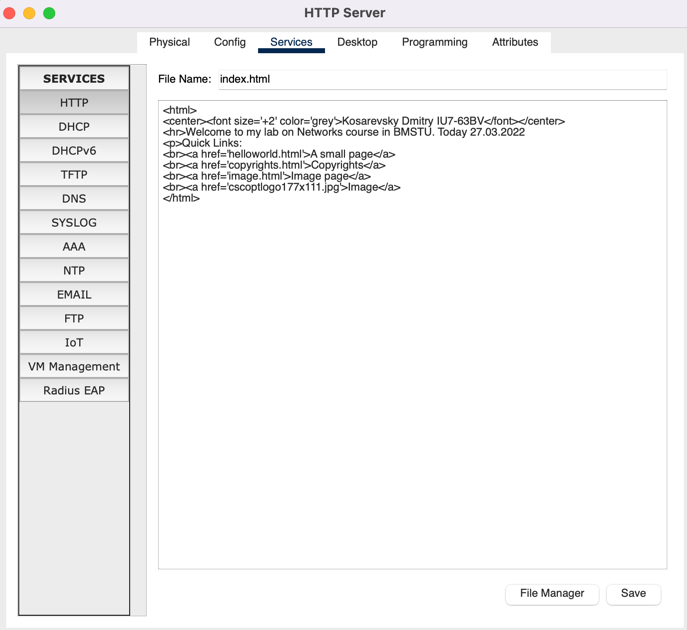 HTTP Server
Physical Config Services Desktop Programming Attributes
SERVICES
HTTP
DHCP
DHCPv6
TFTP
DNS
SYSLOG
AAA
NTP
EMAIL
FTP
IoT
VM Management
Radius EAP
File Name: index.html
<html>
<center><font size='+2' color='grey'>Kosarevsky Dmitry IU7-63BV</font></center>
<hr>Welcome to my lab on Networks course in BMSTU. Today 27.03.2022
<p>Quick Links:
<br><a href='helloworld.html'>A small page</a>
<br><a href='copyrights.html'>Copyrights</a>
<br><a href='image.html'>Image page</a>
<br><a href='cscoptlogo177x111.jpg'>Image</a>
</html>
File Manager Save